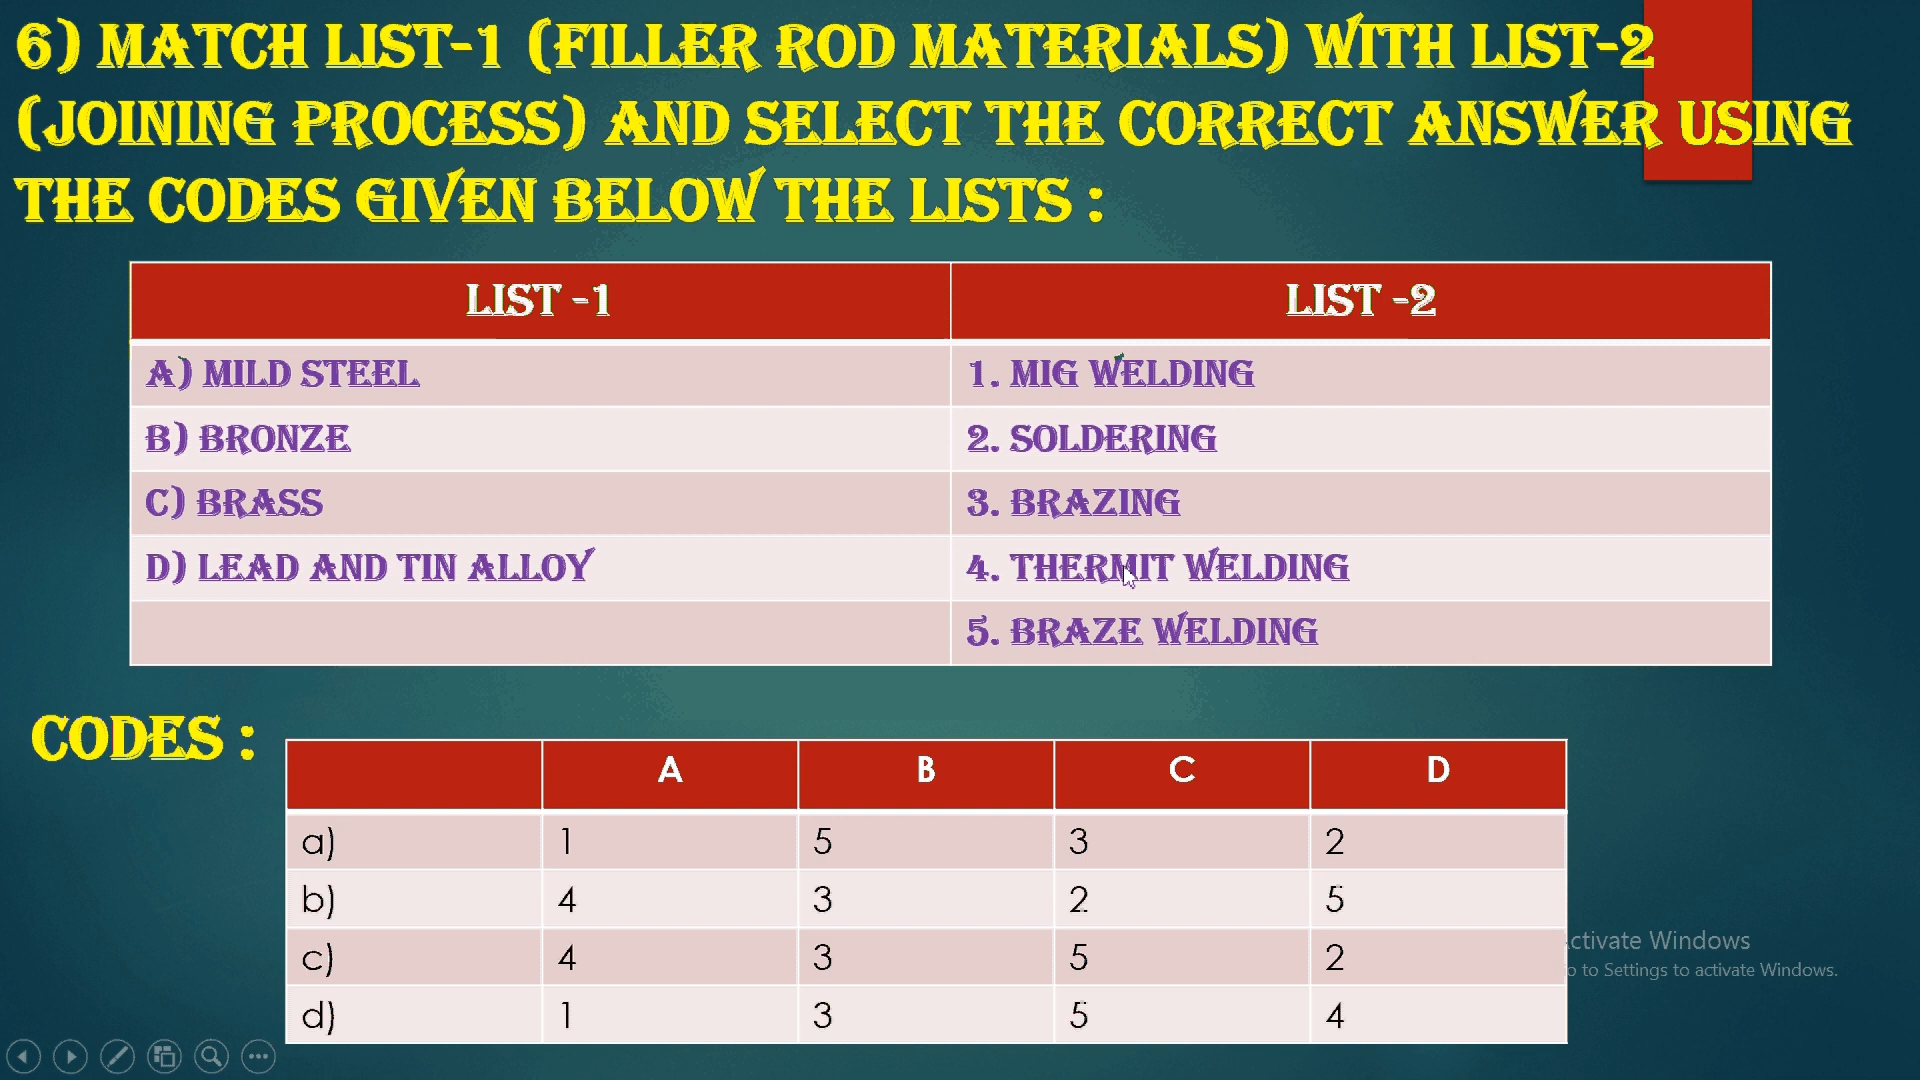 6) MATCH LIST-1 (FILLER ROD MATERIALS) WITH LIST-2
(JOINING PROCESS) AND SELECT THE CORRECT ANSWER USING
THE CODES GIVEN BELOW THE LISTS :
LIST -1 LIST -2
A) MILD STEEL 1. MIG WELDING
B) BRONZE 2. SOLDERING
C) BRASS 3. BRAZING
D) LEAD AND TIN ALLOY 4. THERMIT WELDING
5. BRAZE WELDING
CODES :
A B C D
a) 1 5 3 2
b) 4 3 2 5
c) 4 3 5 2
d) 1 3 5 4
ctivate Windows
o to Settings to activate Windows.